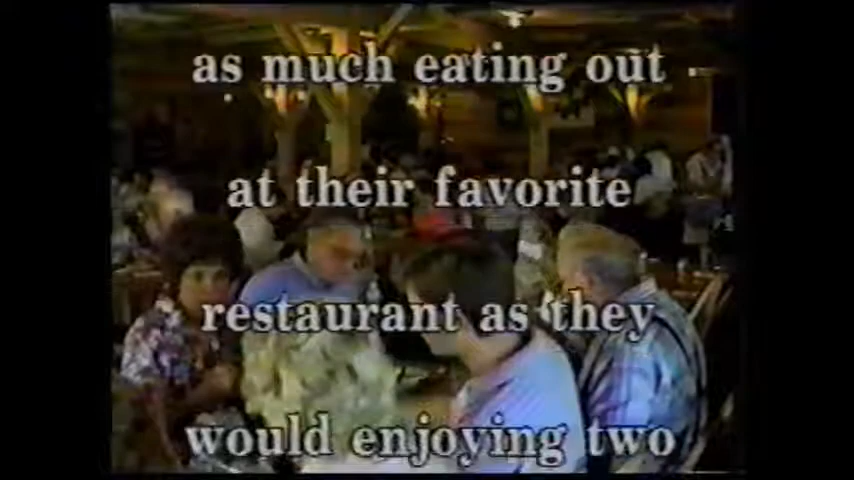 as much eating out
at their favorite
restaurant as they
would enjoying two